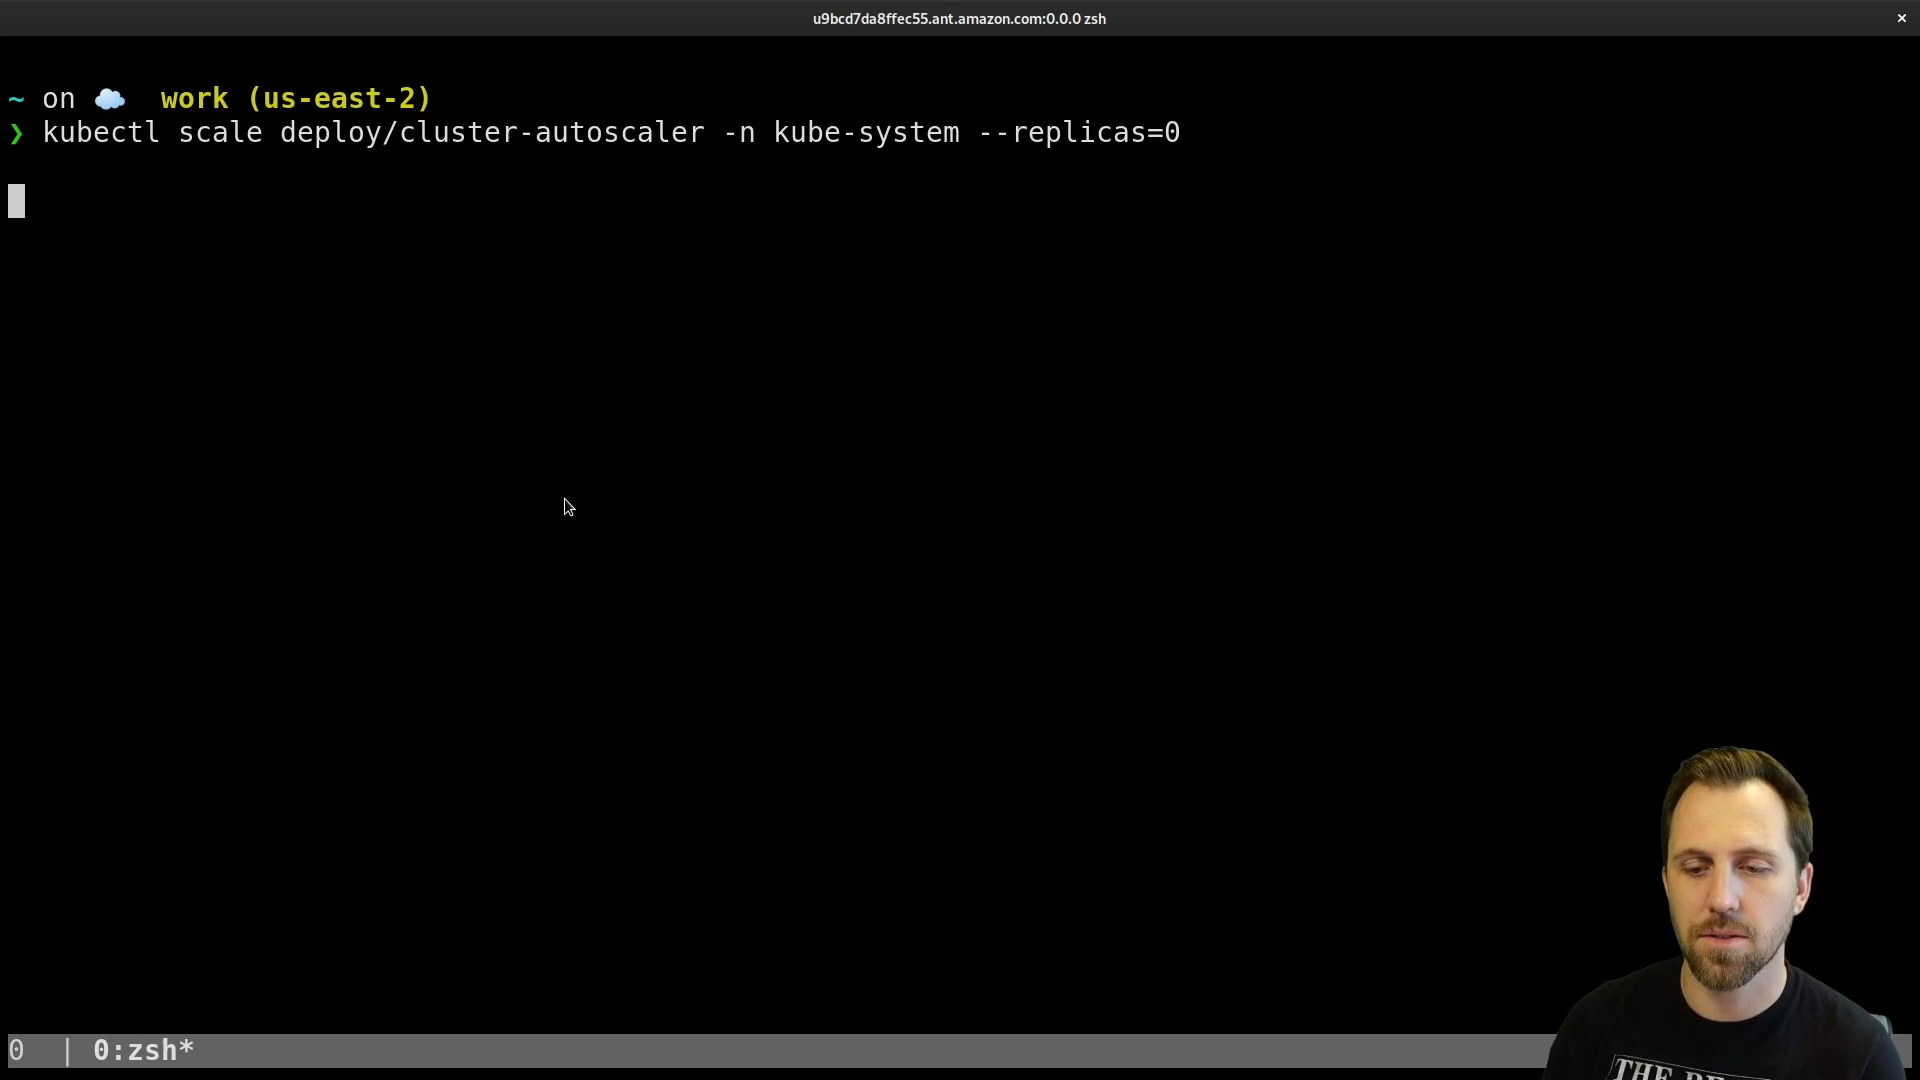 u9bcd7da8ffec55.ant.amazon.com:0.0.0 zsh
~ on ☁️ work (us-east-2)
❯ kubectl scale deploy/cluster-autoscaler -n kube-system --replicas=0
0 | 0:zsh*
THE